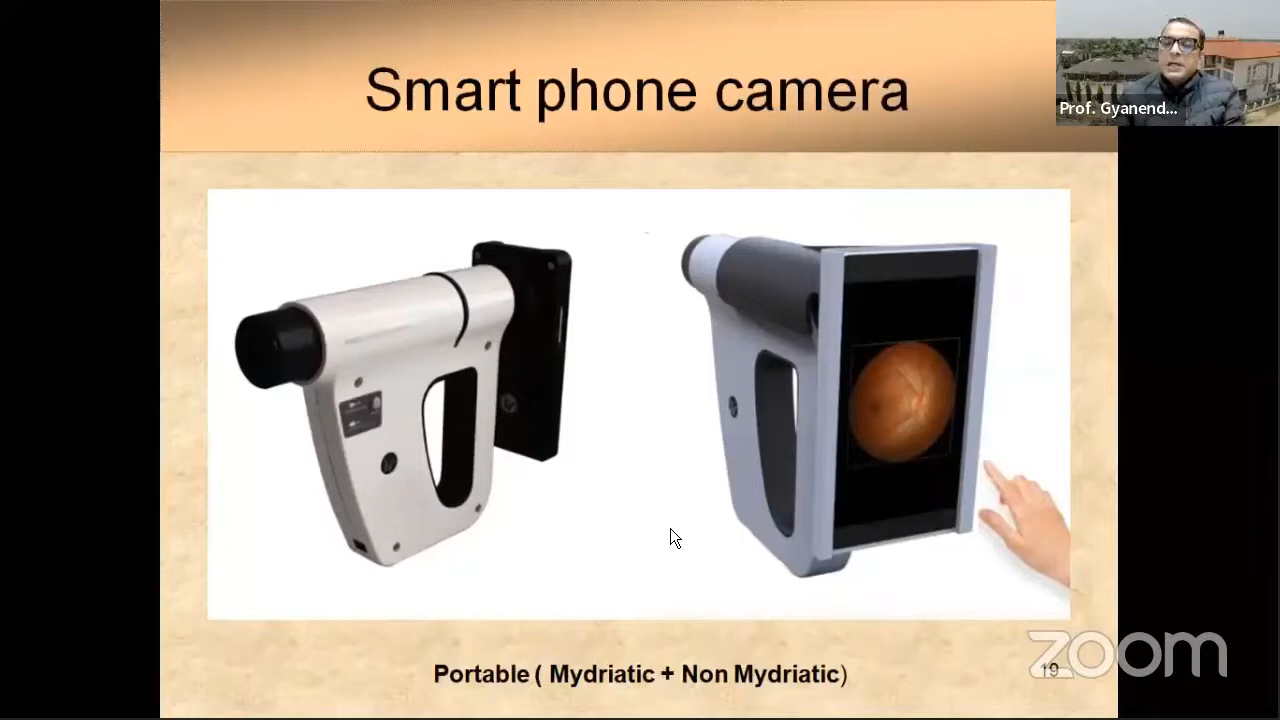 Smart phone camera
Prof. Gyanend...
Portable ( Mydriatic + Non Mydriatic)
19
zoom